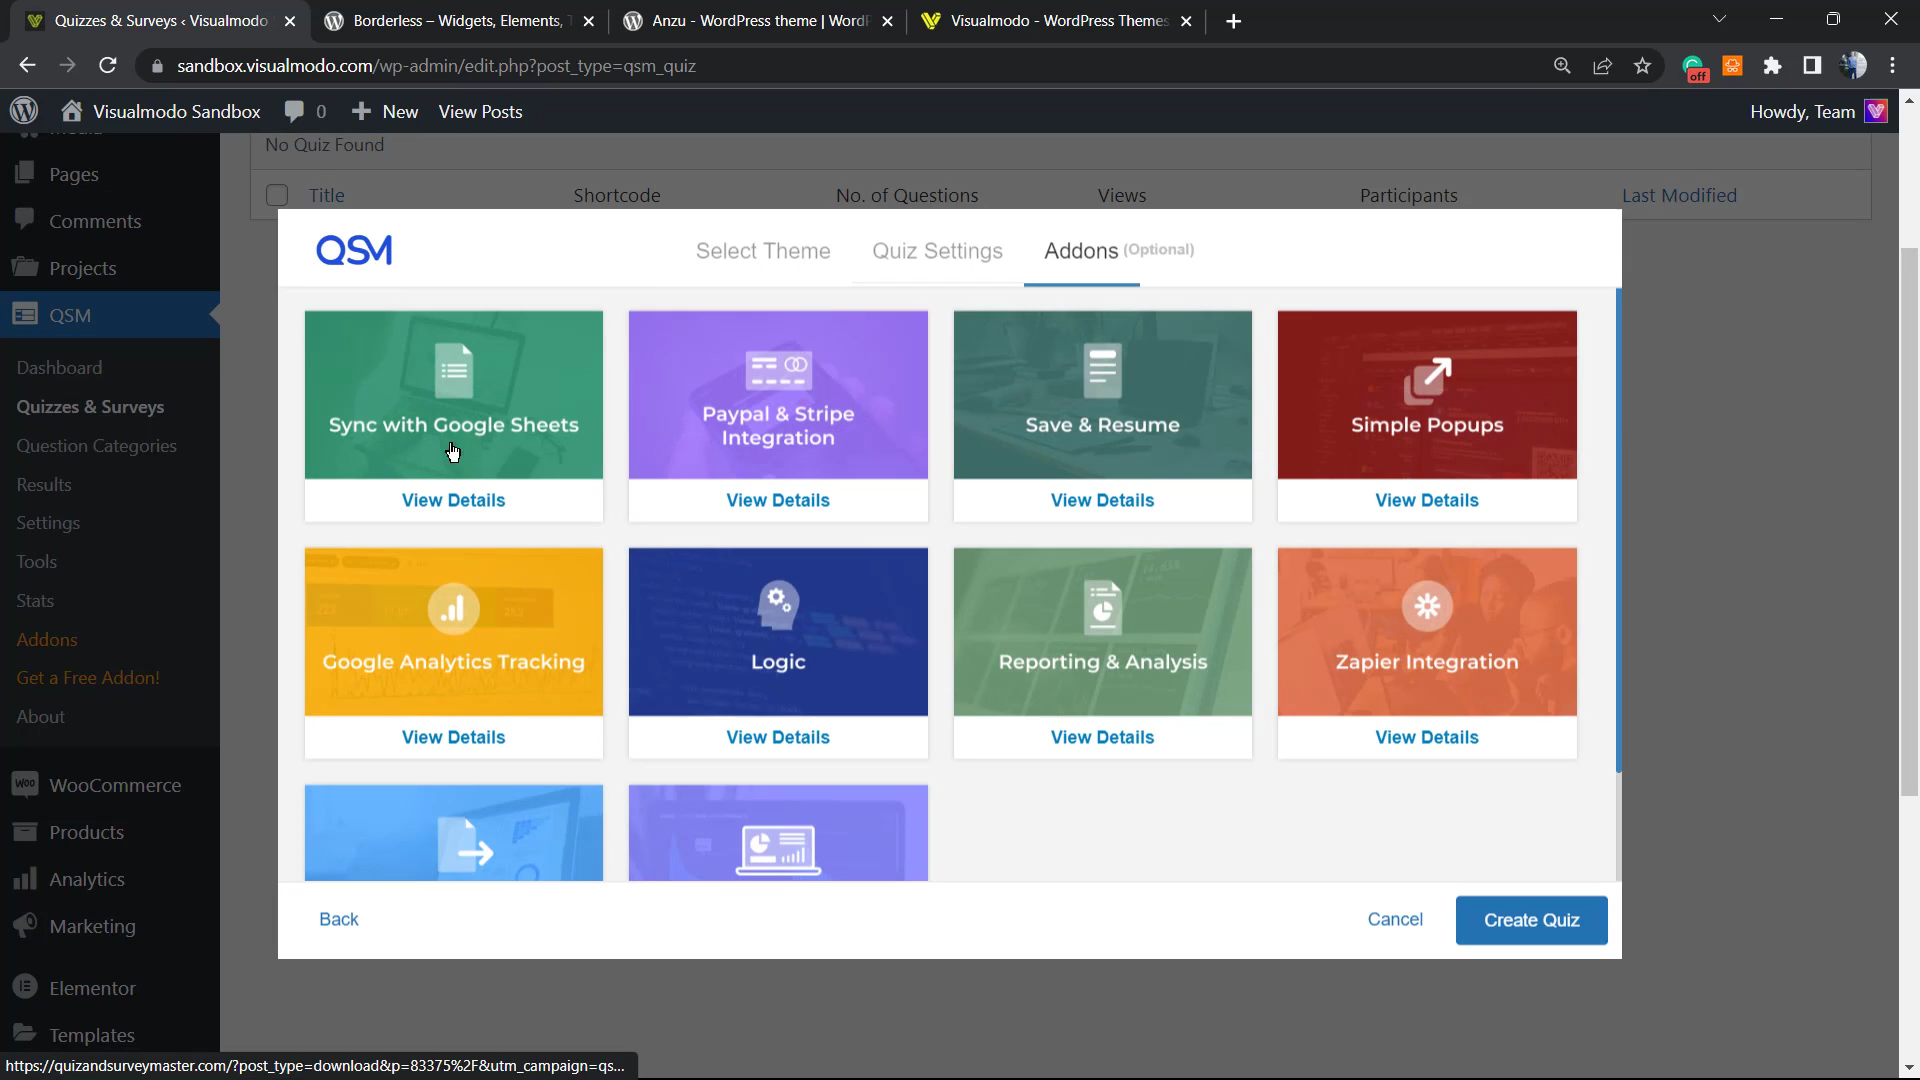 Quizzes & Surveys ‹ Visualmodo
Borderless – Widgets, Elements,
Anzu - WordPress theme | Word
Visualmodo - WordPress Themes
sandbox.visualmodo.com/wp-admin/edit.php?post_type=qsm_quiz
off
Visualmodo Sandbox
0
New
View Posts
Howdy, Team
Pages
Comments
Projects
QSM
Dashboard
Quizzes & Surveys
Question Categories
Results
Settings
Tools
Stats
Addons
Get a Free Addon!
About
Woo WooCommerce
Products
Analytics
Marketing
Elementor
Templates
No Quiz Found
Title Shortcode No. of Questions Views Participants Last Modified
QSM
Select Theme Quiz Settings Addons (Optional)
Sync with Google Sheets
View Details
Paypal & Stripe
Integration
View Details
Save & Resume
View Details
Simple Popups
View Details
Google Analytics Tracking
View Details
Logic
View Details
Reporting & Analysis
View Details
Zapier Integration
View Details
Back
Cancel
Create Quiz
https://quizandsurveymaster.com/?post_type=download&p=83375%2F&utm_campaign=qs...